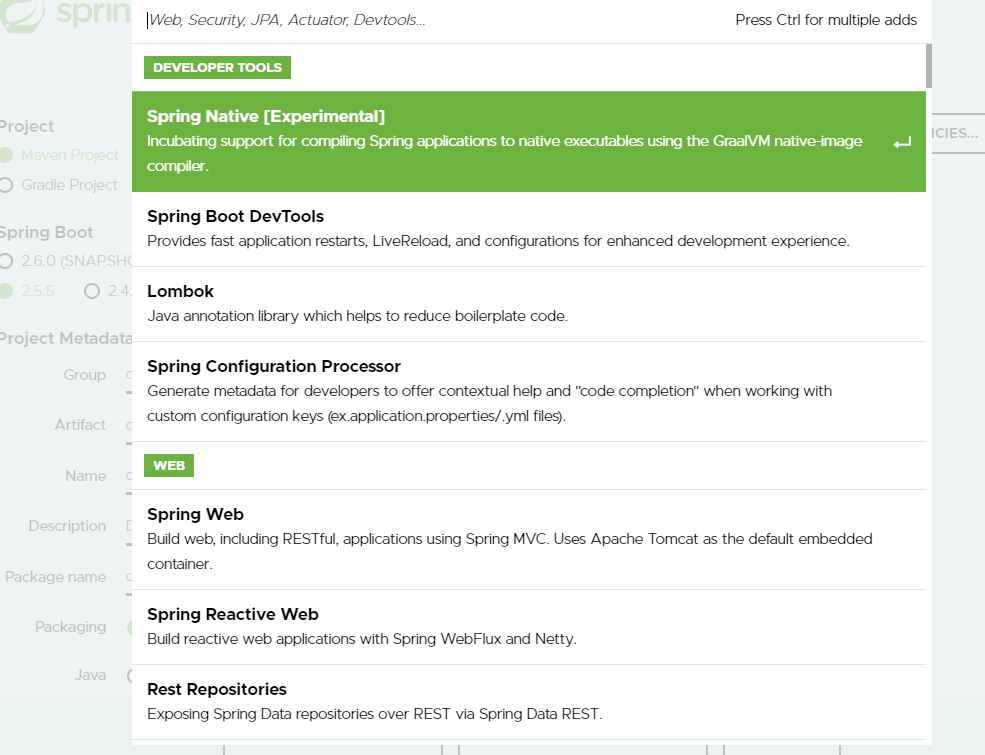 sprin
Web, Security, JPA, Actuator, Devtools...
Press Ctrl for multiple adds
DEVELOPER TOOLS
Spring Native [Experimental]
Incubating support for compiling Spring applications to native executables using the GraalVM native-image
compiler.
Spring Boot DevTools
Provides fast application restarts, LiveReload, and configurations for enhanced development experience.
Lombok
Java annotation library which helps to reduce boilerplate code.
Spring Configuration Processor
Generate metadata for developers to offer contextual help and "code completion" when working with
custom configuration keys (ex.application.properties/.yml files).
WEB
Spring Web
Build web, including RESTful, applications using Spring MVC. Uses Apache Tomcat as the default embedded
container.
Spring Reactive Web
Build reactive web applications with Spring WebFlux and Netty.
Rest Repositories
Exposing Spring Data repositories over REST via Spring Data REST.
Project
Maven Project
Gradle Project
Spring Boot
2.6.0 (SNAPSHO
2.5.5
2.4.
Project Metadata
Group
Artifact
Name
Description
Package name
Packaging
Java
CIES...